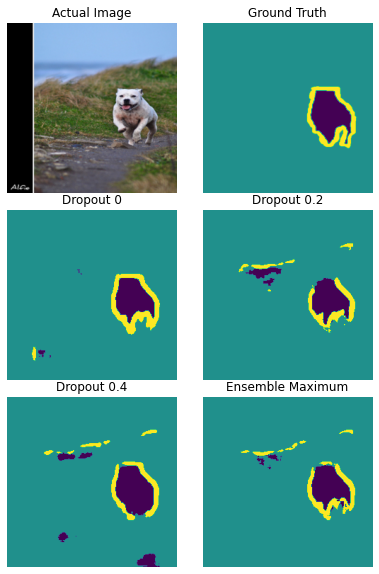 Actual Image
Ground Truth
Dropout 0
Dropout 0.2
Dropout 0.4
Ensemble Maximum